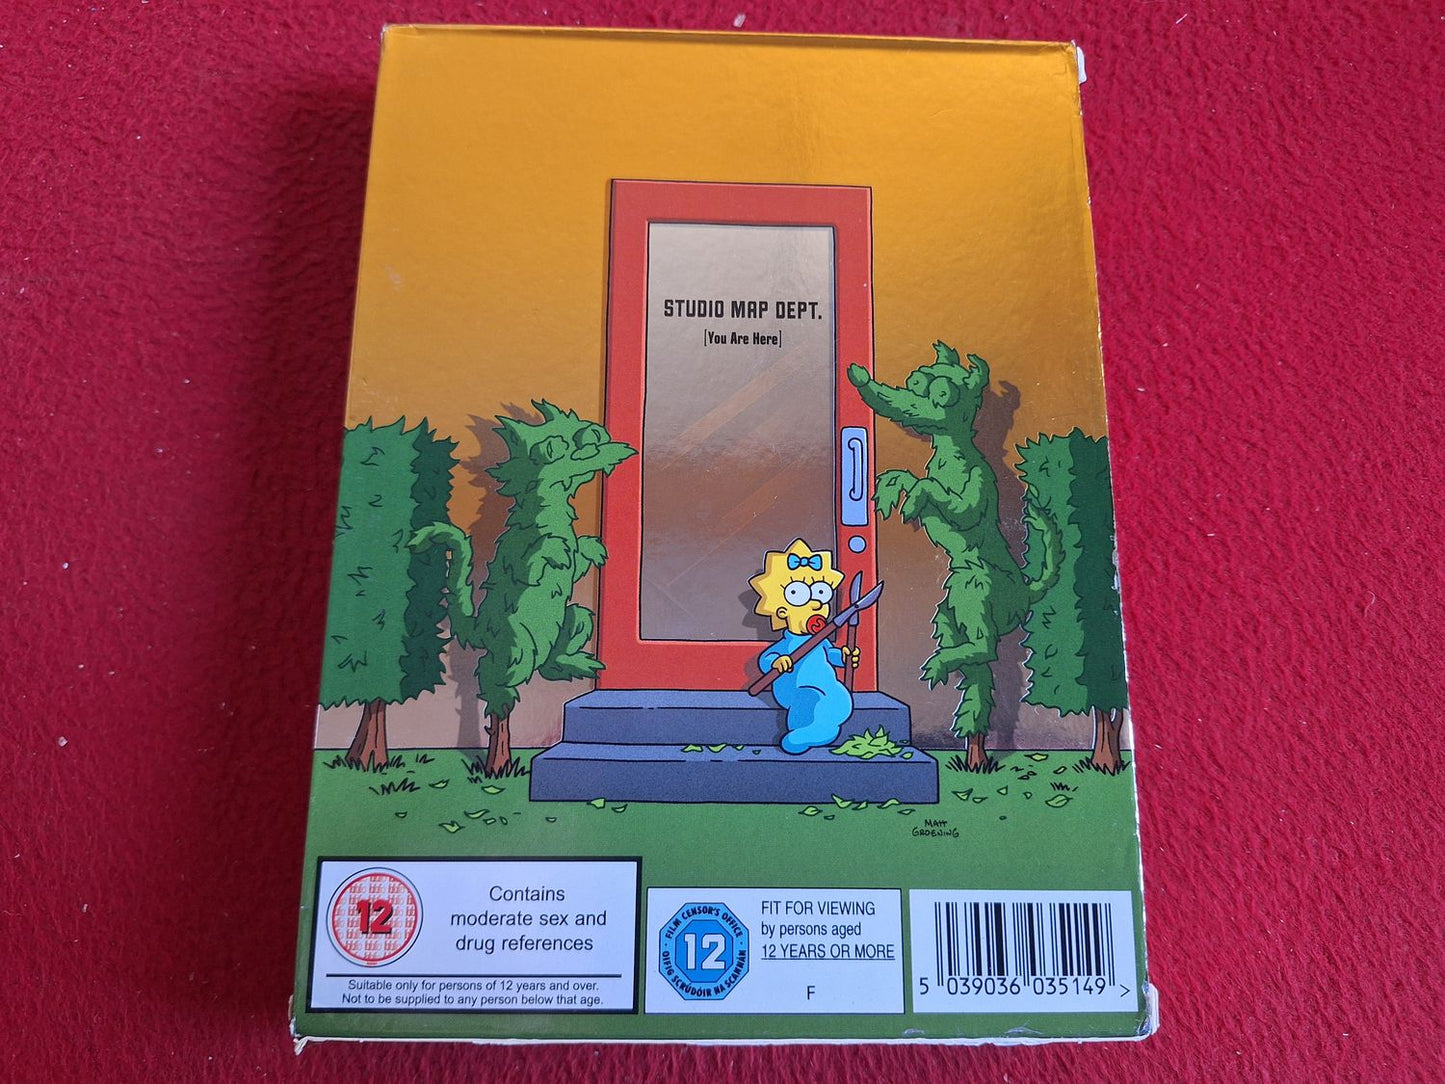 STUDIO MAP DEPT.
[You Are Here]
MATT
GROENING
12
Contains
moderate sex and
drug references
Suitable only for persons of 12 years and over.
Not to be supplied to any person below that age.
· FILM CENSOR'S OFFICE ·
12
OIFIG SCRÚDÓIR NA SCANNÁN
FIT FOR VIEWING
by persons aged
12 YEARS OR MORE
F
5 039036 035149 >